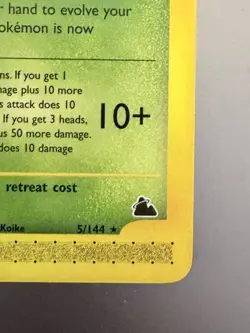 r hand to evolve your
okémon is now
ns. If you get 1
mage plus 10 more
s attack does 10
If you get 3 heads,
us 50 more damage.
does 10 damage
10+
retreat cost
Koike 5/144 ★